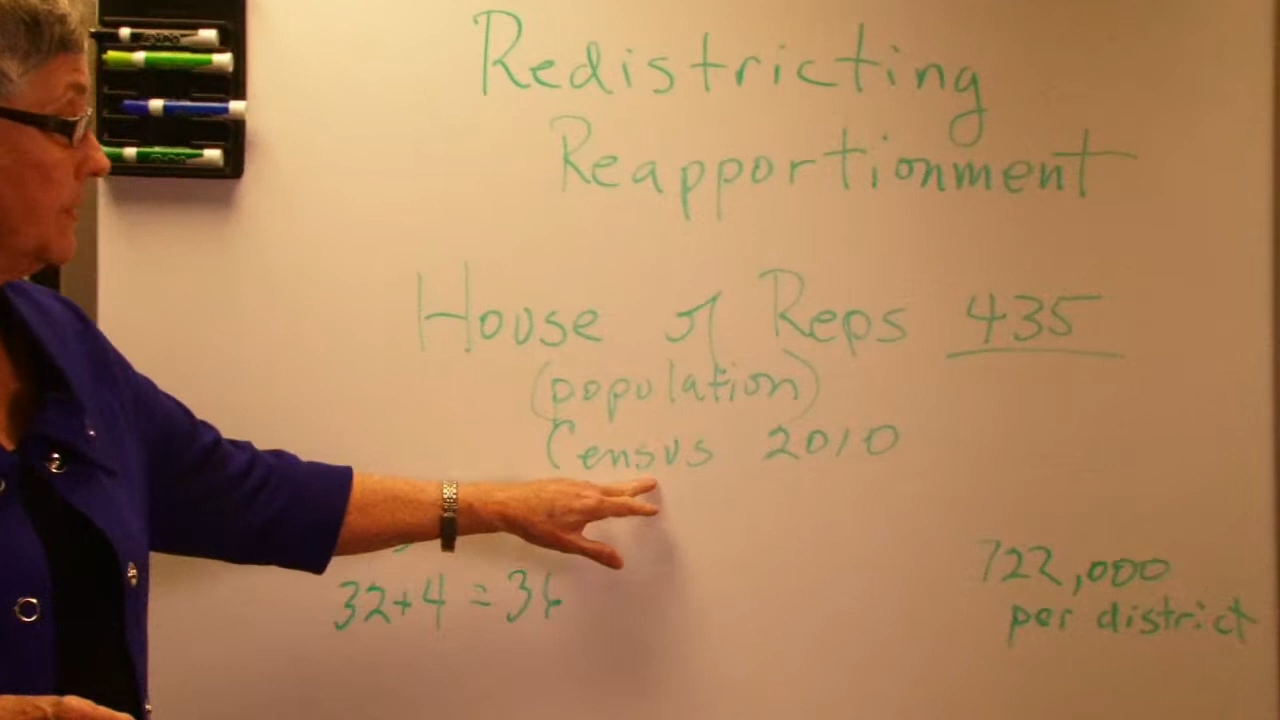 Redistricting
Reapportionment
House of Reps 435
(population)
Census 2010
32+4 = 36
722,000
per district